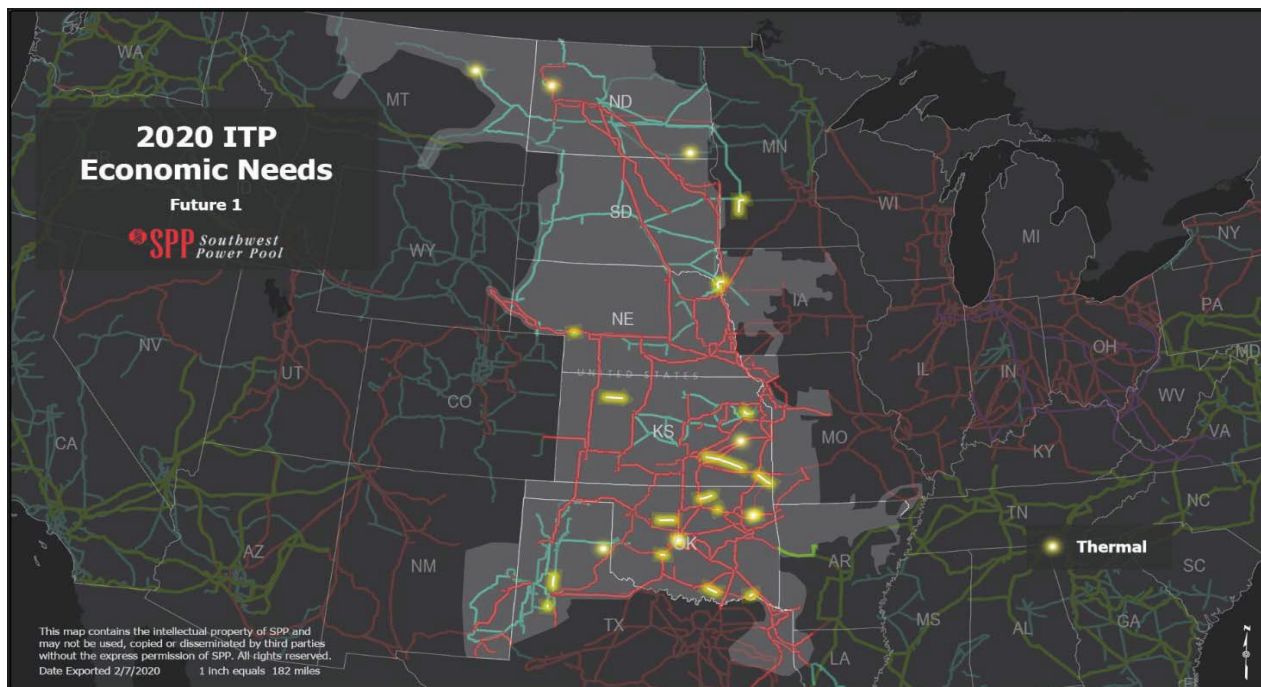 2020 ITP
Economic Needs
Future 1
SPP Southwest
Power Pool
WA
MT
ND
MN
SD
WI
MI
NY
WY
IA
PA
NE
NV
UT
CO
UNITED STATES
IL
IN
OH
MD
WV
VA
KS
MO
KY
CA
AZ
NM
OK
AR
TN
NC
SC
TX
LA
MS
AL
GA
Thermal
This map contains the intellectual property of SPP and
may not be used, copied or disseminated by third parties
without the express permission of SPP. All rights reserved.
Date Exported 2/7/2020 1 inch equals 182 miles